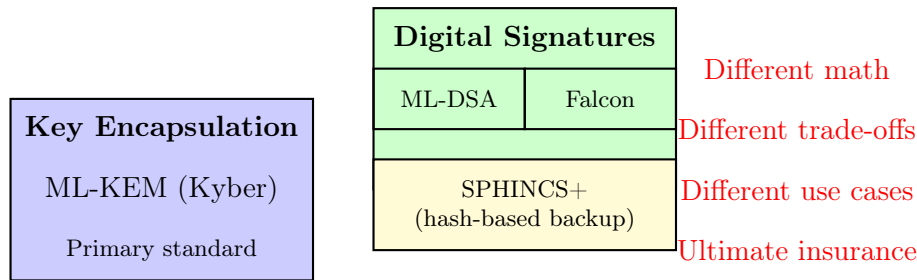 Key Encapsulation
ML-KEM (Kyber)
Primary standard
Digital Signatures
ML-DSA
Falcon
SPHINCS+
(hash-based backup)
Different math
Different trade-offs
Different use cases
Ultimate insurance